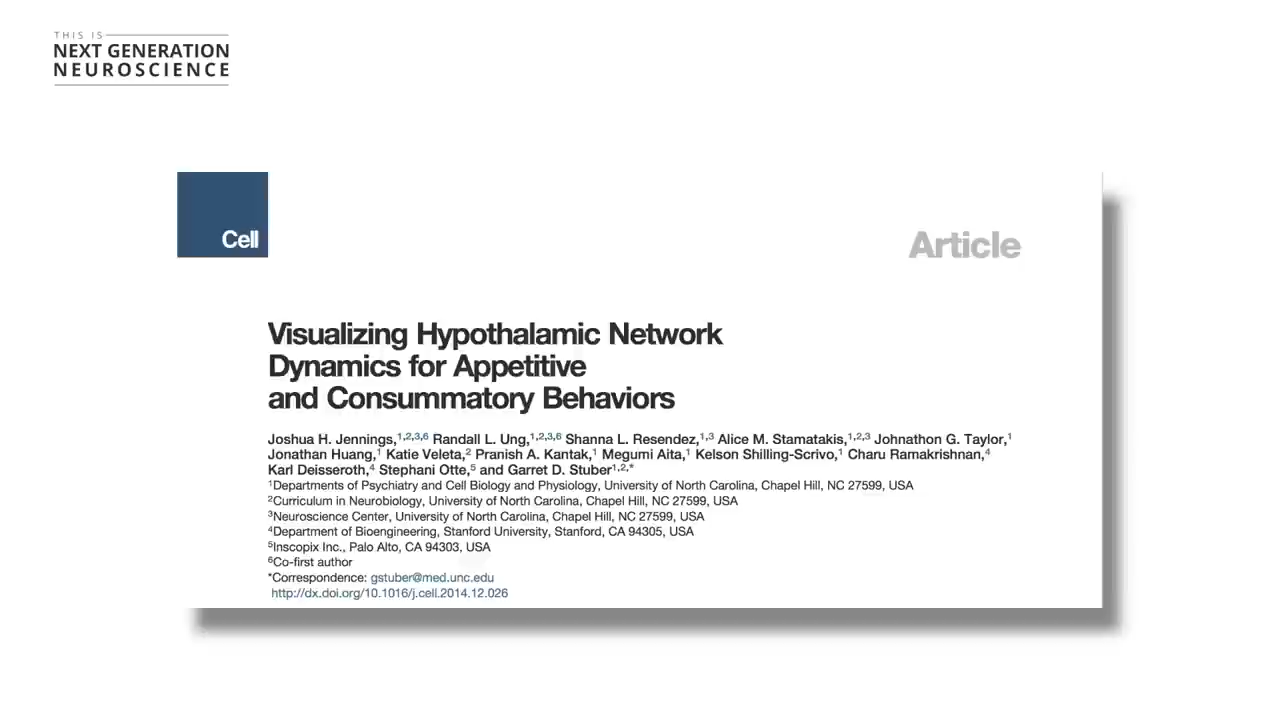 THIS IS
NEXT GENERATION
NEUROSCIENCE
Cell
Article
Visualizing Hypothalamic Network
Dynamics for Appetitive
and Consummatory Behaviors
Joshua H. Jennings,1,2,3,6 Randall L. Ung,1,2,3,6 Shanna L. Resendez,1,3 Alice M. Stamatakis,1,2,3 Johnathon G. Taylor,1
Jonathan Huang,1 Katie Veleta,2 Pranish A. Kantak,1 Megumi Aita,1 Kelson Shilling-Scrivo,1 Charu Ramakrishnan,4
Karl Deisseroth,4 Stephani Otte,5 and Garret D. Stuber1,2,*
1Departments of Psychiatry and Cell Biology and Physiology, University of North Carolina, Chapel Hill, NC 27599, USA
2Curriculum in Neurobiology, University of North Carolina, Chapel Hill, NC 27599, USA
3Neuroscience Center, University of North Carolina, Chapel Hill, NC 27599, USA
4Department of Bioengineering, Stanford University, Stanford, CA 94305, USA
5Inscopix Inc., Palo Alto, CA 94303, USA
6Co-first author
*Correspondence: gstuber@med.unc.edu
http://dx.doi.org/10.1016/j.cell.2014.12.026